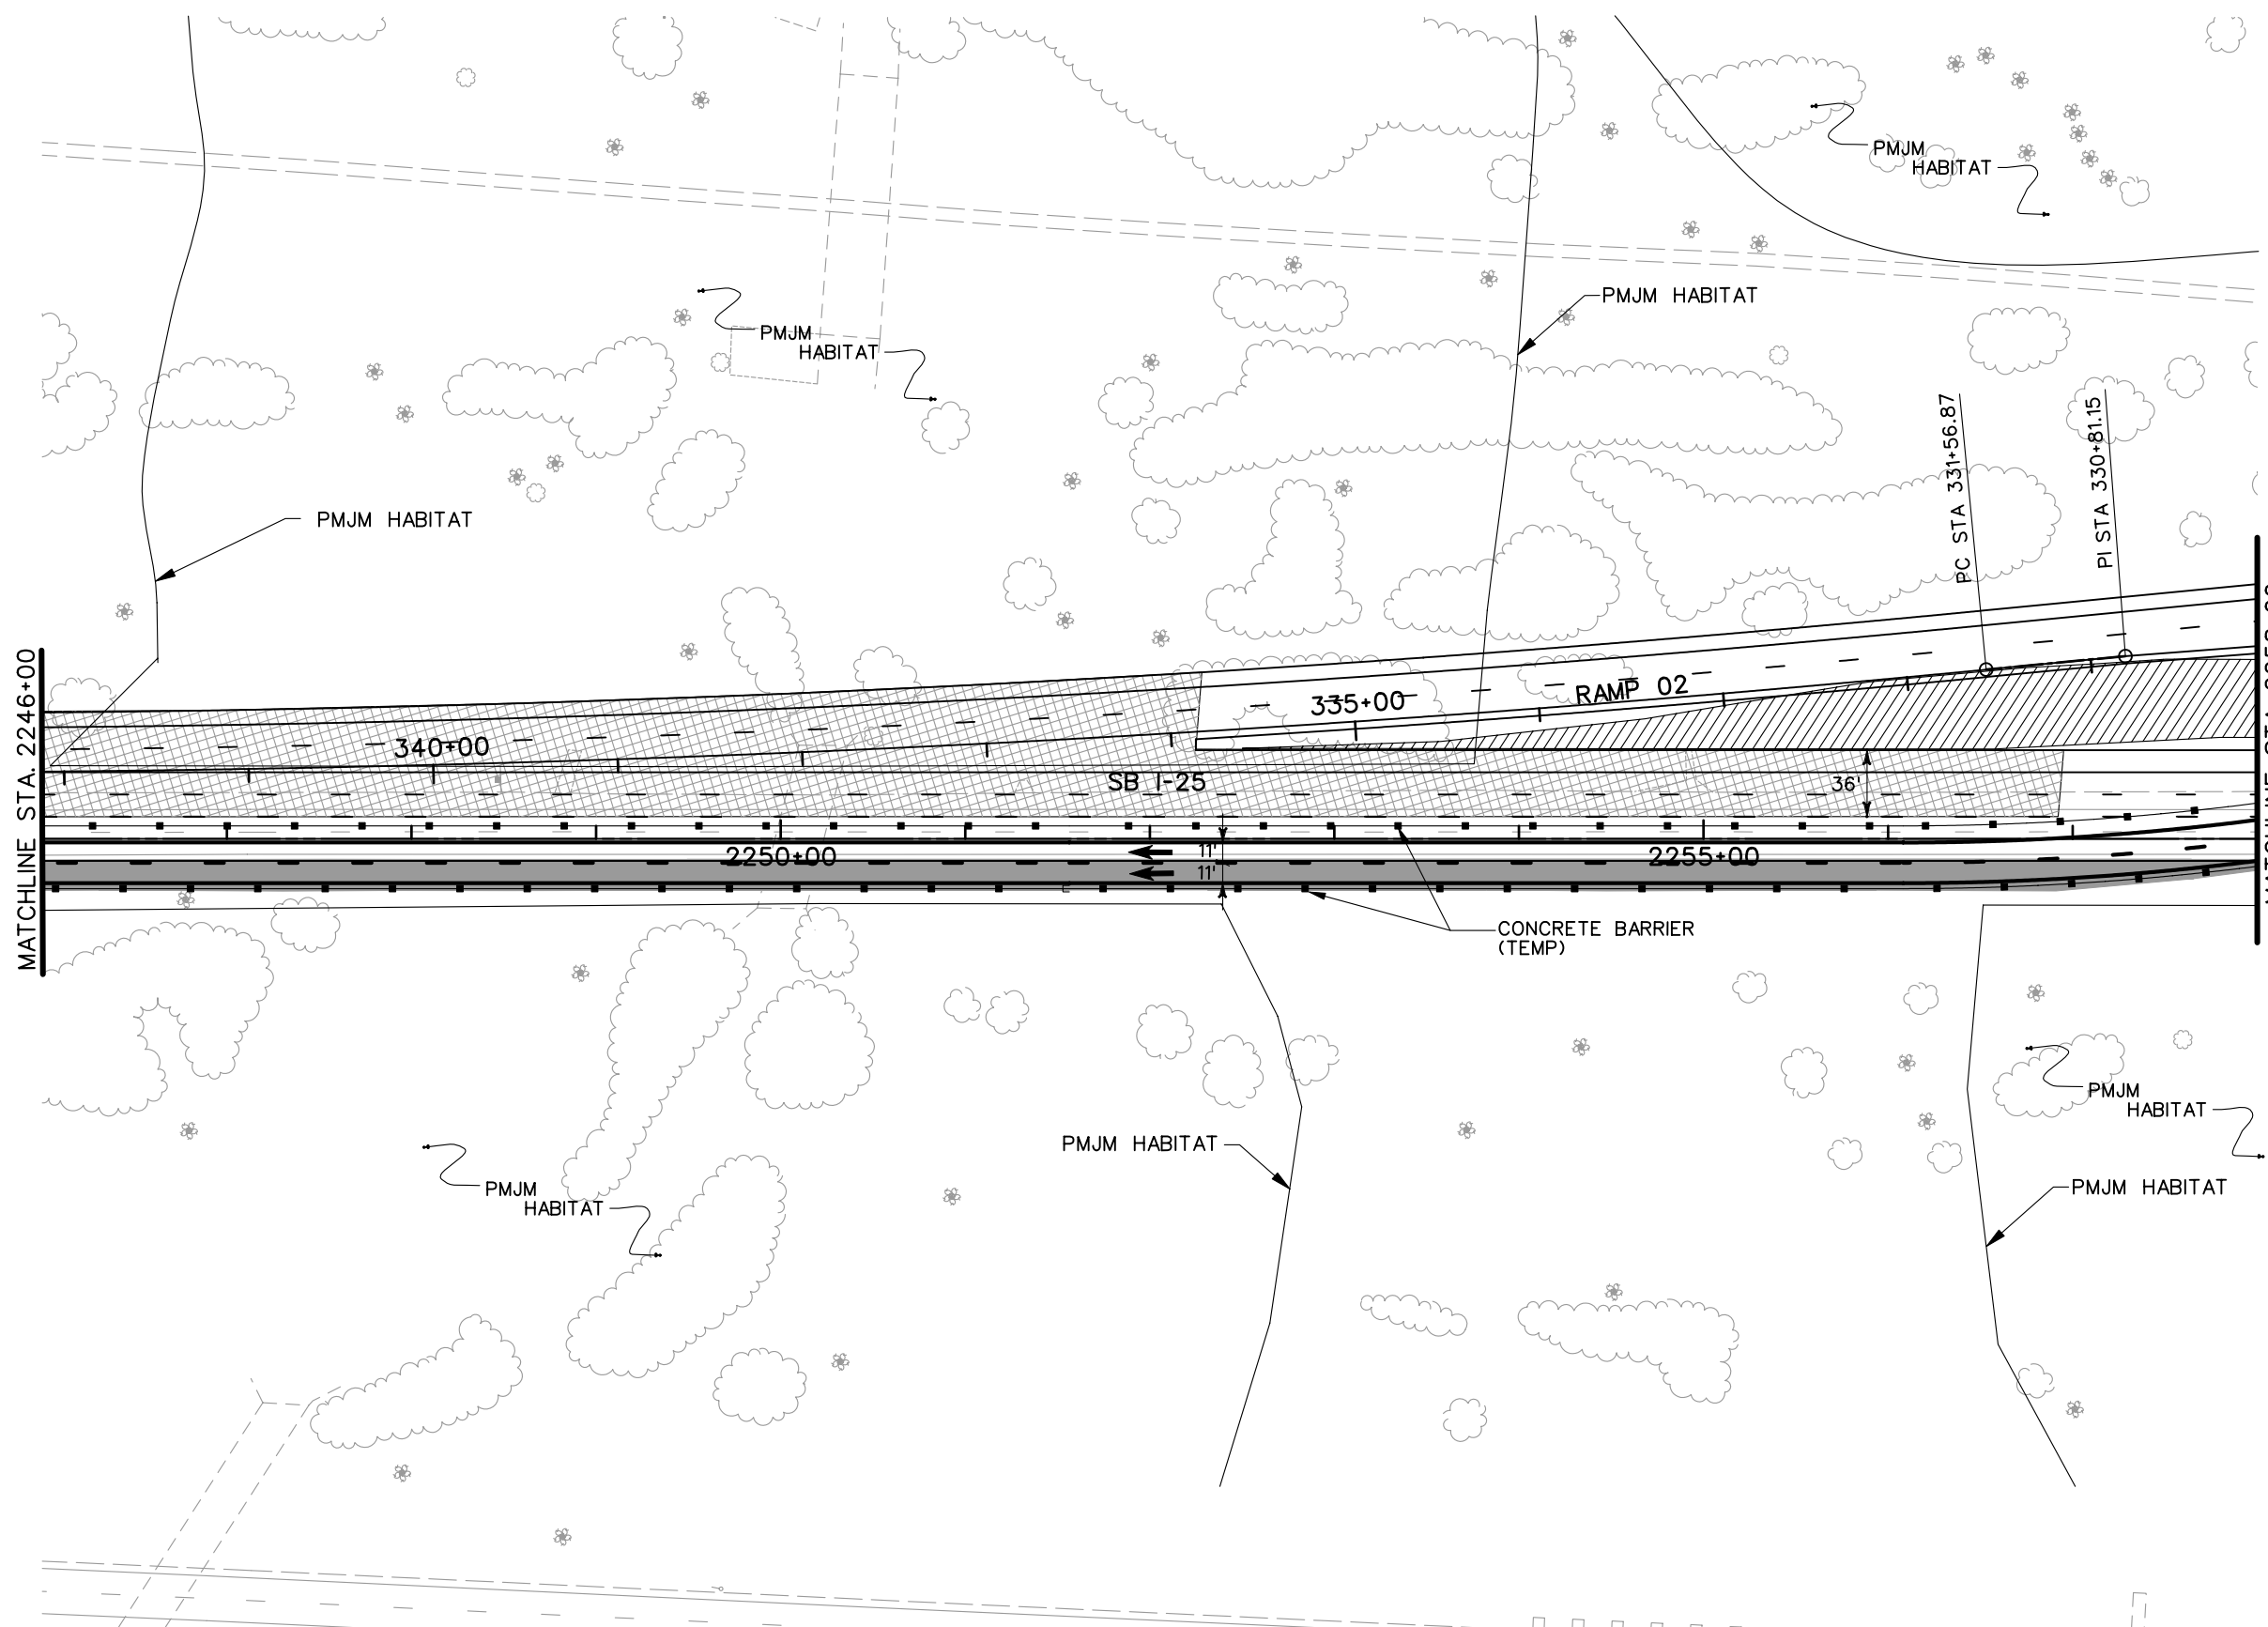 PMJM
HABITAT
PMJM HABITAT
PMJM
HABITAT
PC STA 331+56.87
PI STA 330+81.15
PMJM HABITAT
MATCHLINE STA. 2246+00
340+00
335+00
RAMP 02
SB I-25
36'
2250+00
11'
11'
2255+00
CONCRETE BARRIER
(TEMP)
PMJM
HABITAT
PMJM HABITAT
PMJM
HABITAT
PMJM HABITAT